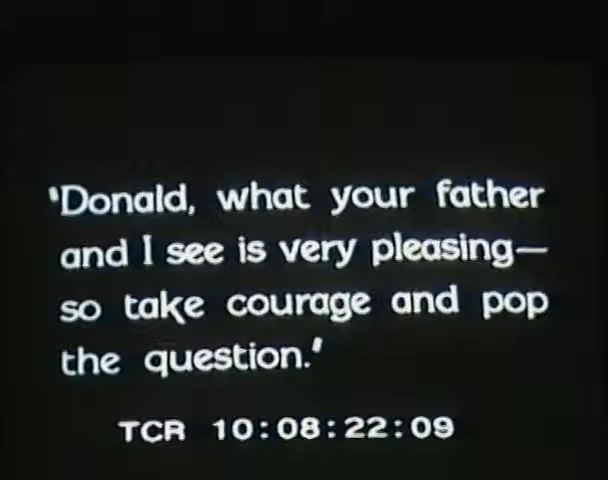 'Donald, what your father
and I see is very pleasing—
so take courage and pop
the question.'
TCR 10:08:22:09